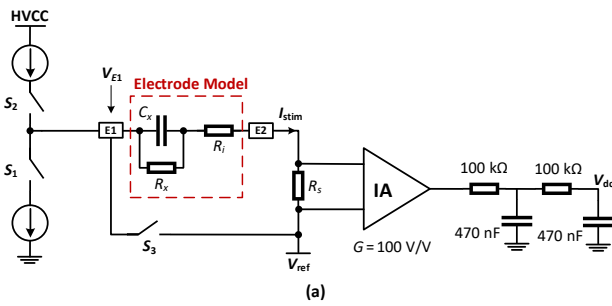 HVCC
V_E1
Electrode Model
S_2
C_x
I_stim
E1
E2
R_i
100 kΩ
100 kΩ
S_1
R_x
R_s
IA
V_dc
S_3
470 nF
470 nF
G = 100 V/V
V_ref
(a)